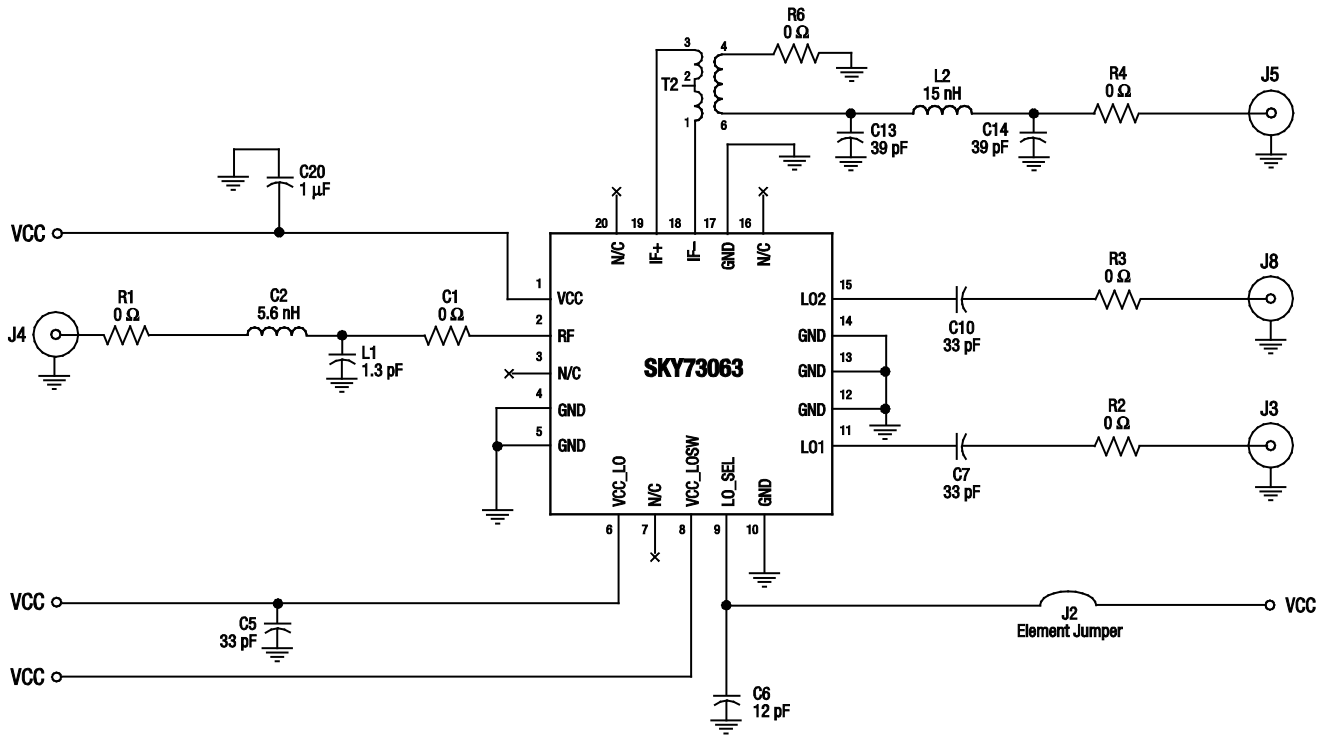 R6
0 Ω
3
4
T2
2
1
6
L2
15 nH
R4
0 Ω
J5
C13
39 pF
C14
39 pF
C20
1 μF
VCC
20
19
18
17
16
N/C
IF+
IF–
GND
N/C
1
VCC
15
LO2
R3
0 Ω
J8
C10
33 pF
J4
R1
0 Ω
C2
5.6 nH
C1
0 Ω
L1
1.3 pF
2
RF
14
GND
3
N/C
13
GND
SKY73063
4
GND
12
GND
5
GND
11
LO1
R2
0 Ω
J3
C7
33 pF
VCC_LO
N/C
VCC_LOSW
LO_SEL
GND
6
7
8
9
10
VCC
C5
33 pF
VCC
J2
Element Jumper
VCC
C6
12 pF